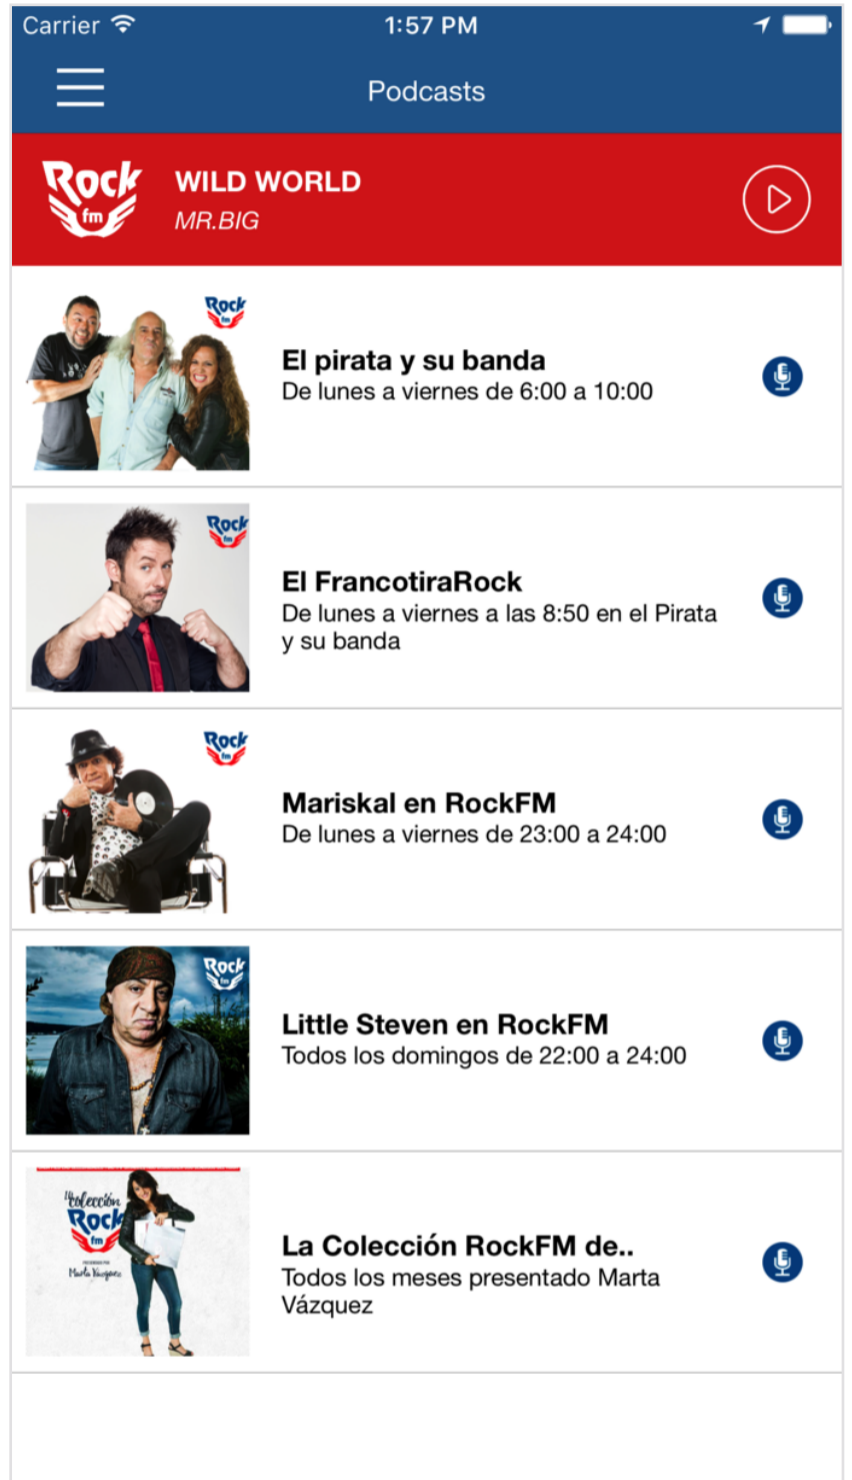 Carrier 1:57 PM
Podcasts
Rock
fm
WILD WORLD
MR.BIG
Rock
fm
El pirata y su banda
De lunes a viernes de 6:00 a 10:00
Rock
fm
El FrancotiraRock
De lunes a viernes a las 8:50 en el Pirata
y su banda
Rock
fm
Mariskal en RockFM
De lunes a viernes de 23:00 a 24:00
Rock
fm
Little Steven en RockFM
Todos los domingos de 22:00 a 24:00
la colección
Rock
fm
PRESENTADO POR
Marta Vázquez
La Colección RockFM de..
Todos los meses presentado Marta
Vázquez